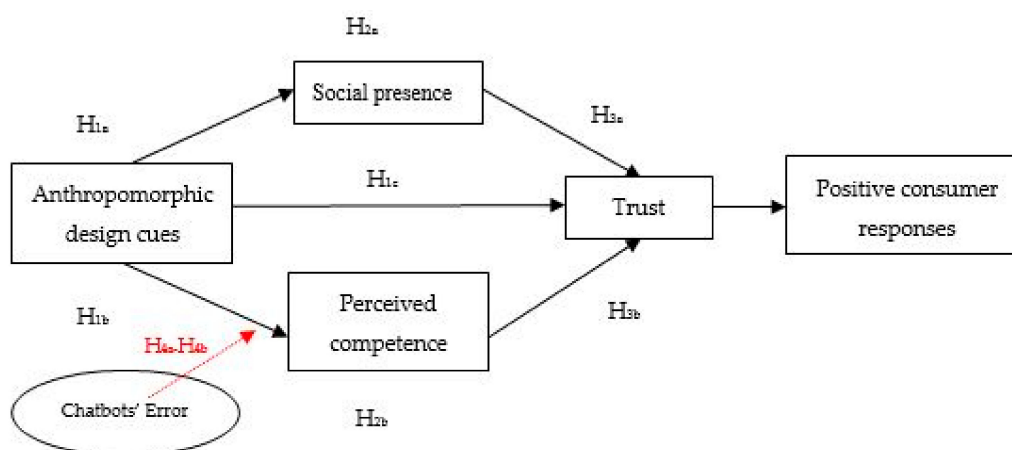 H2a
Social presence
H1a
H3a
Anthropomorphic
design cues
H1c
Trust
Positive consumer
responses
Perceived
competence
H1b
H3b
H4a-H4b
Chatbots' Error
H2b